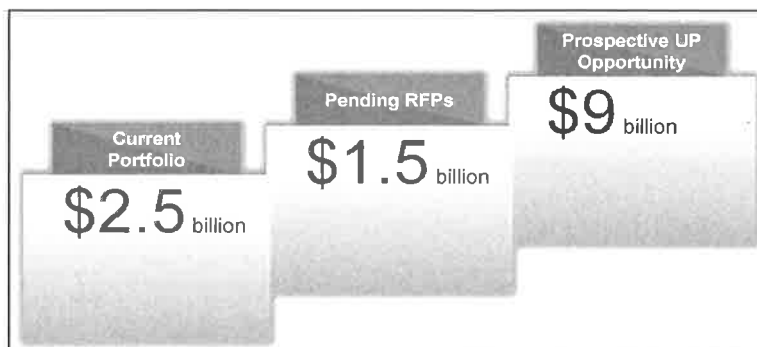 Current
Portfolio
$2.5 billion
Pending RFPs
$1.5 billion
Prospective UP
Opportunity
$9 billion